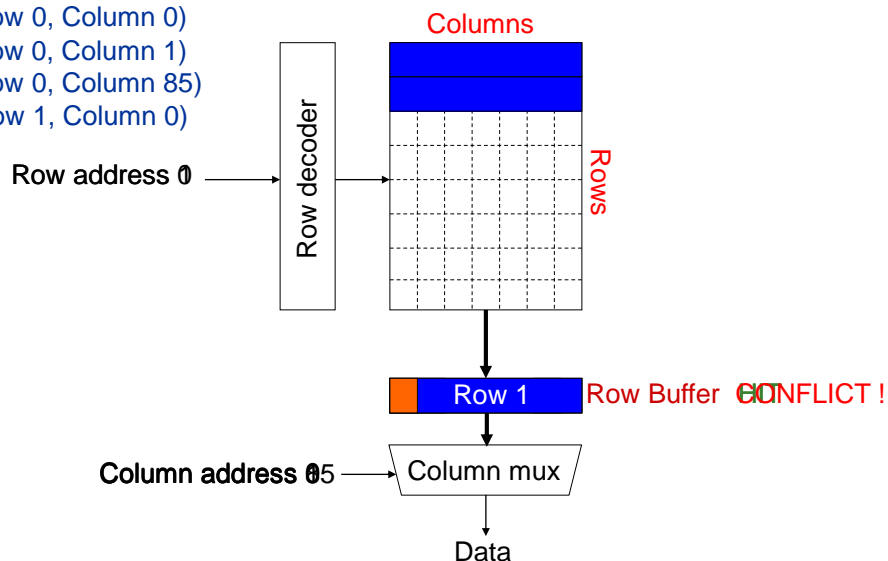 ow 0, Column 0)
ow 0, Column 1)
ow 0, Column 85)
ow 1, Column 0)
Columns
Row decoder
Rows
Row address
Row 1
Row Buffer CONFLICT !
Column address
Column mux
Data